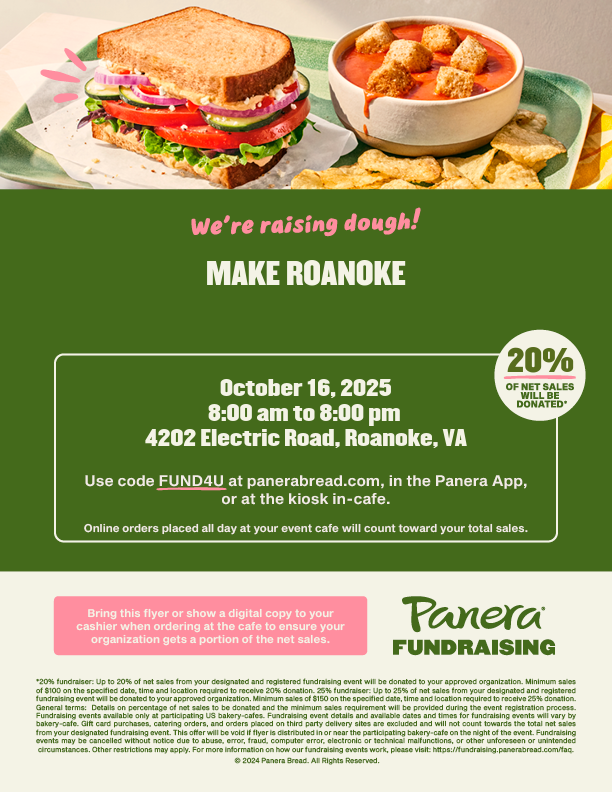 We're raising dough!
MAKE ROANOKE
20%
OF NET SALES
WILL BE
DONATED*
October 16, 2025
8:00 am to 8:00 pm
4202 Electric Road, Roanoke, VA
Use code FUND4U at panerabread.com, in the Panera App,
or at the kiosk in-cafe.
Online orders placed all day at your event cafe will count toward your total sales.
Bring this flyer or show a digital copy to your
cashier when ordering at the cafe to ensure your
organization gets a portion of the net sales.
Panera®
FUNDRAISING
*20% fundraiser: Up to 20% of net sales from your designated and registered fundraising event will be donated to your approved organization. Minimum sales
of $100 on the specified date, time and location required to receive 20% donation. 25% fundraiser: Up to 25% of net sales from your designated and registered
fundraising event will be donated to your approved organization. Minimum sales of $150 on the specified date, time and location required to receive 25% donation.
General terms: Details on percentage of net sales to be donated and the minimum sales requirement will be provided during the event registration process.
Fundraising events available only at participating US bakery-cafes. Fundraising event details and available dates and times for fundraising events will vary by
bakery-cafe. Gift card purchases, catering orders, and orders placed on third party delivery sites are excluded and will not count towards the total net sales
from your designated fundraising event. This offer will be void if flyer is distributed in or near the participating bakery-cafe on the night of the event. Fundraising
events may be cancelled without notice due to abuse, error, fraud, computer error, electronic or technical malfunctions, or other unforeseen or unintended
circumstances. Other restrictions may apply. For more information on how our fundraising events work, please visit: https://fundraising.panerabread.com/faq.
© 2024 Panera Bread. All Rights Reserved.